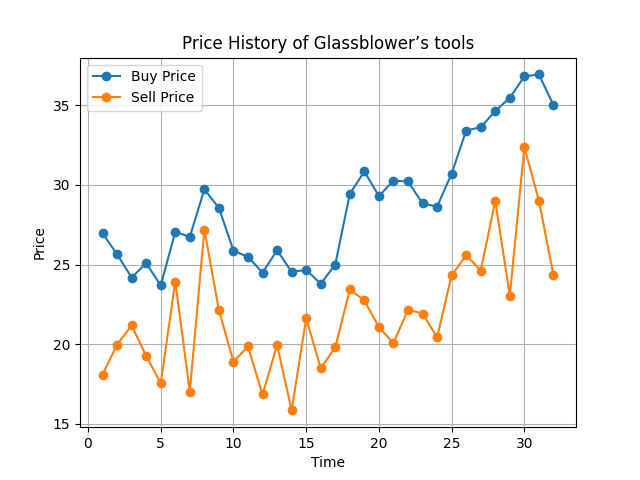 Price History of Glassblower’s tools
Buy Price
Sell Price
Price
35
30
25
20
15
0 5 10 15 20 25 30
Time